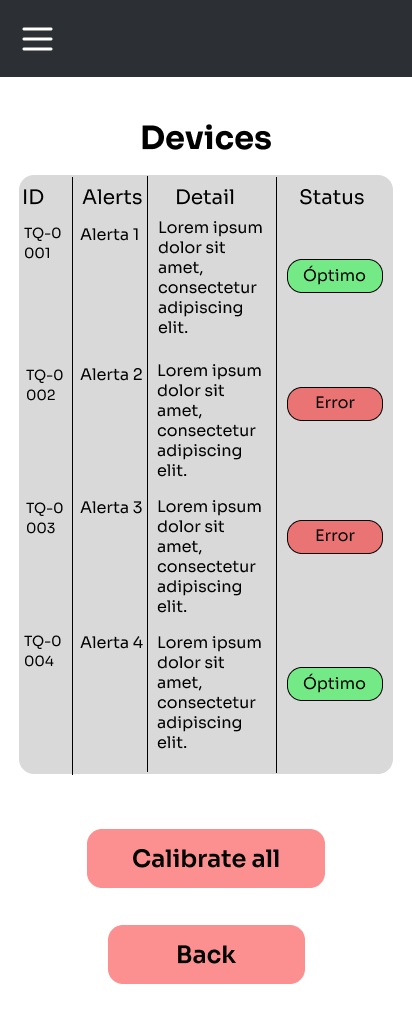 Devices
ID Alerts Detail Status
TQ-0
001
Alerta 1
Lorem ipsum
dolor sit
amet,
consectetur
adipiscing
elit.
Óptimo
TQ-0
002
Alerta 2
Lorem ipsum
dolor sit
amet,
consectetur
adipiscing
elit.
Error
TQ-0
003
Alerta 3
Lorem ipsum
dolor sit
amet,
consectetur
adipiscing
elit.
Error
TQ-0
004
Alerta 4
Lorem ipsum
dolor sit
amet,
consectetur
adipiscing
elit.
Óptimo
Calibrate all
Back